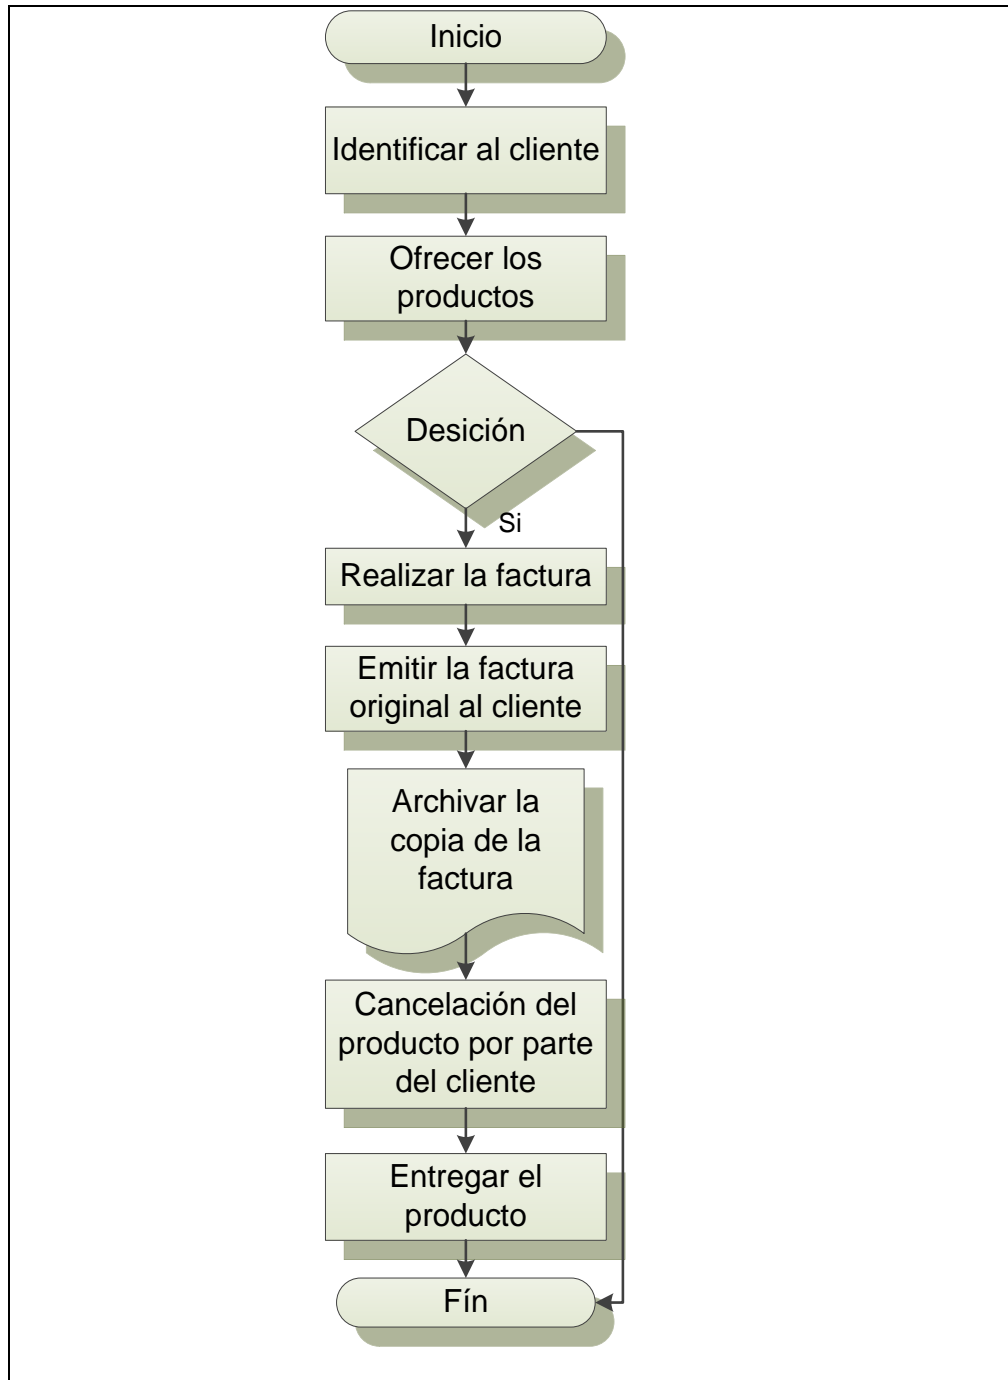 Inicio
Identificar al cliente
Ofrecer los
productos
Desición
Si
Realizar la factura
Emitir la factura
original al cliente
Archivar la
copia de la
factura
Cancelación del
producto por parte
del cliente
Entregar el
producto
Fín